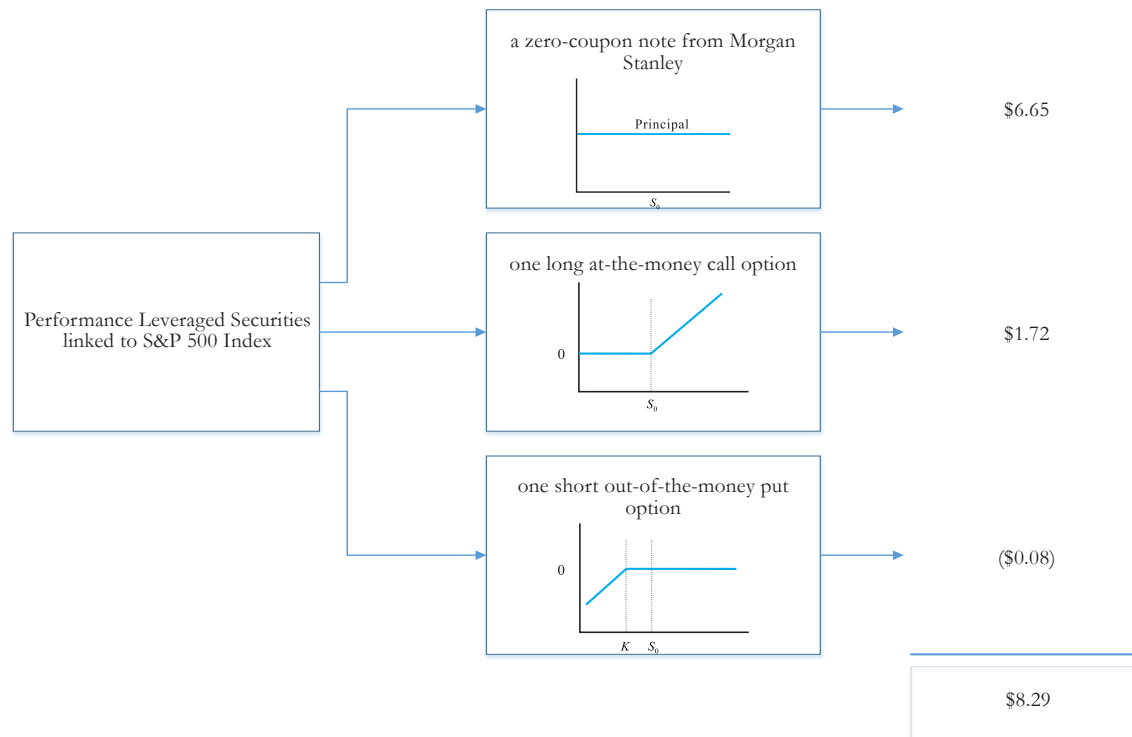 a zero-coupon note from Morgan
Stanley
Principal
S₀
$6.65
Performance Leveraged Securities
linked to S&P 500 Index
one long at-the-money call option
0
S₀
$1.72
one short out-of-the-money put
option
0
K S₀
($0.08)
$8.29